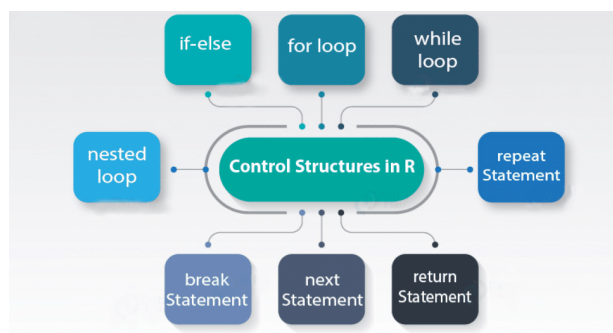 if-else
for loop
while
loop
nested
loop
Control Structures in R
repeat
Statement
break
Statement
next
Statement
return
Statement